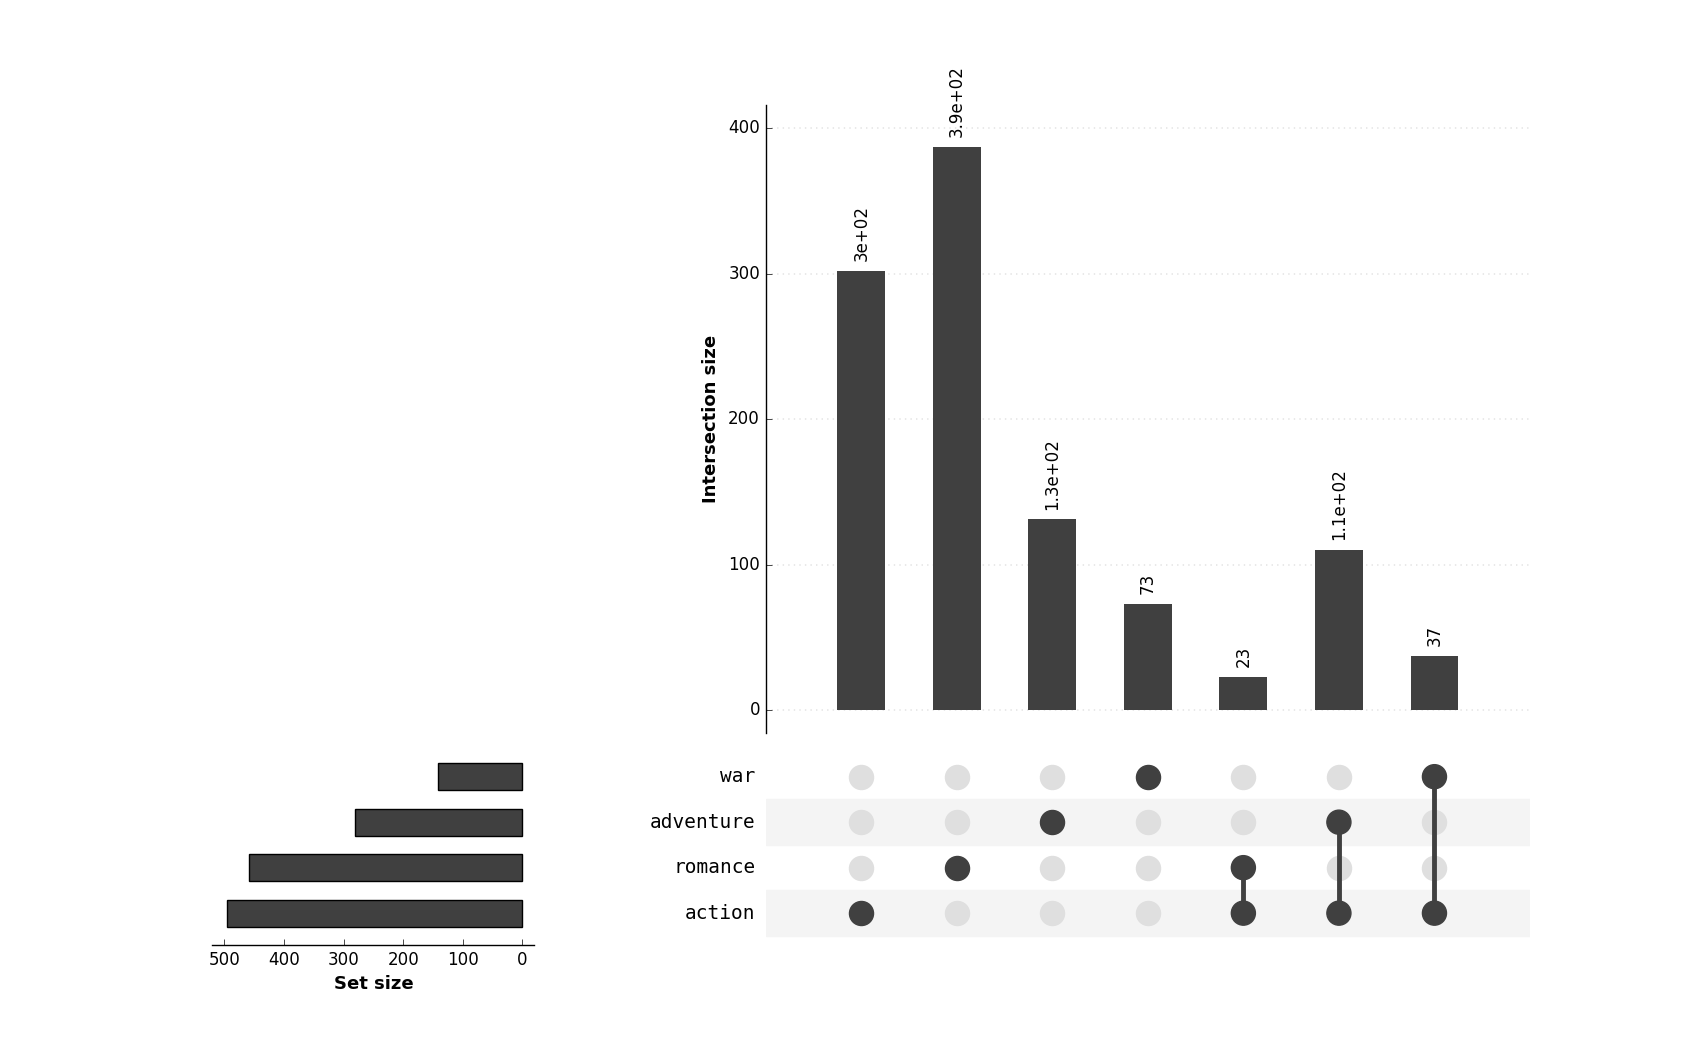 3.9e+02
400
3e+02
300
Intersection size
200
1.3e+02
1.1e+02
100
73
37
23
0
war
adventure
romance
action
500 400 300 200 100 0
Set size